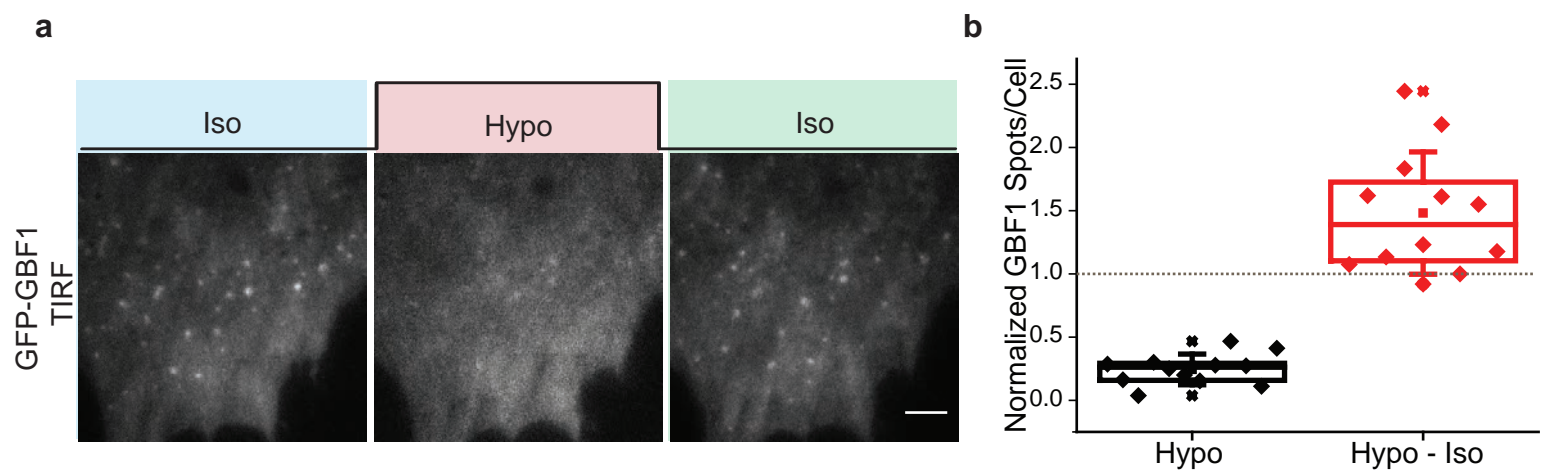 a
Iso
Hypo
Iso
GFP-GBF1
TIRF
b
Normalized GBF1 Spots/Cell
2.5
2.0
1.5
1.0
0.5
0.0
Hypo
Hypo - Iso